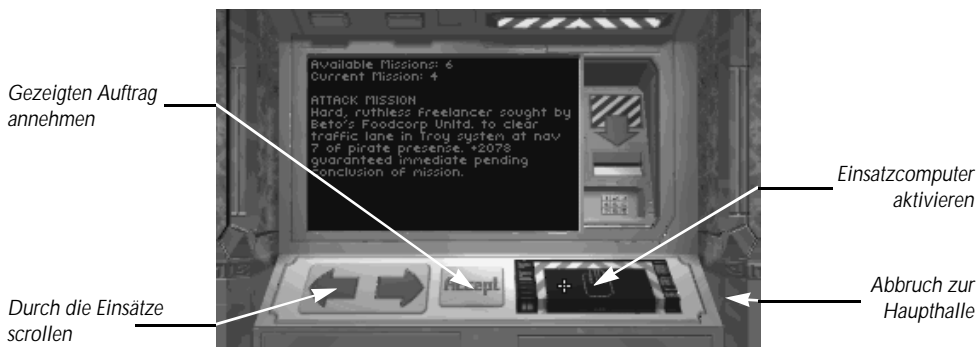 Gezeigten Auftrag
annehmen
Available Missions: 6
Current Mission: 4
ATTACK MISSION
Hard, ruthless freelancer sought by
Beto's Foodcorp Unltd. to clear
traffic lane in Troy system at nav
7 of pirate presense. +2078
guaranteed immediate pending
conclusion of mission.
Einsatzcomputer
aktivieren
Accept
Durch die Einsätze
scrollen
Abbruch zur
Haupthalle